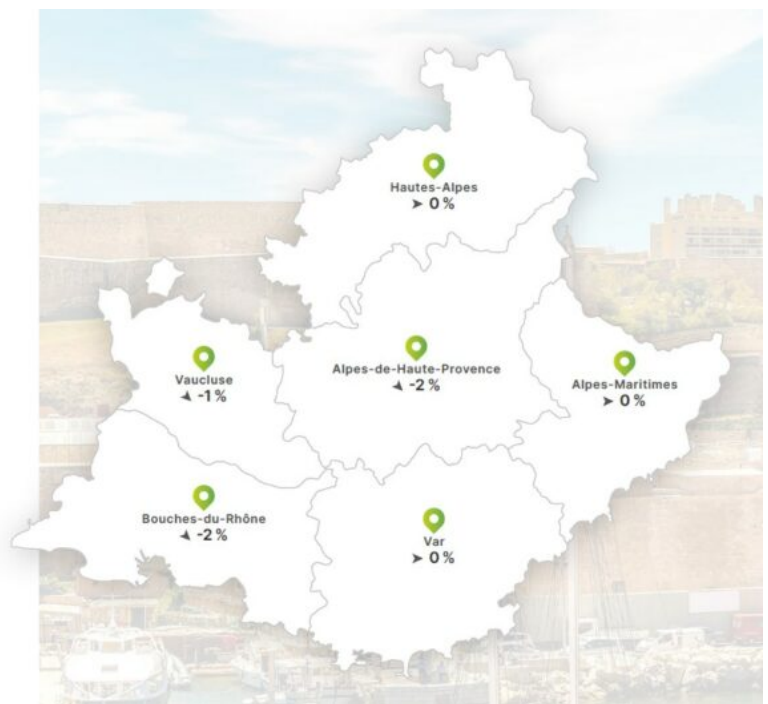 Hautes-Alpes
➤ 0 %
Vaucluse
-1 %
Alpes-de-Haute-Provence
-2 %
Alpes-Maritimes
➤ 0 %
Bouches-du-Rhône
-2 %
Var
➤ 0 %